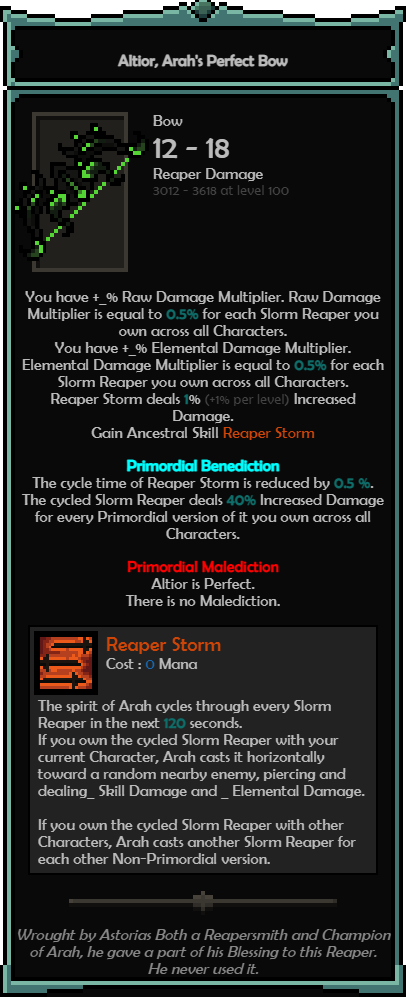 Altior, Arah's Perfect Bow
Bow
12 - 18
Reaper Damage
3012 - 3618 at level 100
You have +_% Raw Damage Multiplier. Raw Damage
Multiplier is equal to 0.5% for each Slorm Reaper you
own across all Characters.
You have +_% Elemental Damage Multiplier.
Elemental Damage Multiplier is equal to 0.5% for each
Slorm Reaper you own across all Characters.
Reaper Storm deals 1% (+1% per level) Increased
Damage.
Gain Ancestral Skill Reaper Storm
Primordial Benediction
The cycle time of Reaper Storm is reduced by 0.5 %.
The cycled Slorm Reaper deals 40% Increased Damage
for every Primordial version of it you own across all
Characters.
Primordial Malediction
Altior is Perfect.
There is no Malediction.
Reaper Storm
Cost : 0 Mana
The spirit of Arah cycles through every Slorm
Reaper in the next 120 seconds.
If you own the cycled Slorm Reaper with your
current Character, Arah casts it horizontally
toward a random nearby enemy, piercing and
dealing_ Skill Damage and _ Elemental Damage.
If you own the cycled Slorm Reaper with other
Characters, Arah casts another Slorm Reaper for
each other Non-Primordial version.
Wrought by Astorias Both a Reapersmith and Champion
of Arah, he gave a part of his Blessing to this Reaper.
He never used it.